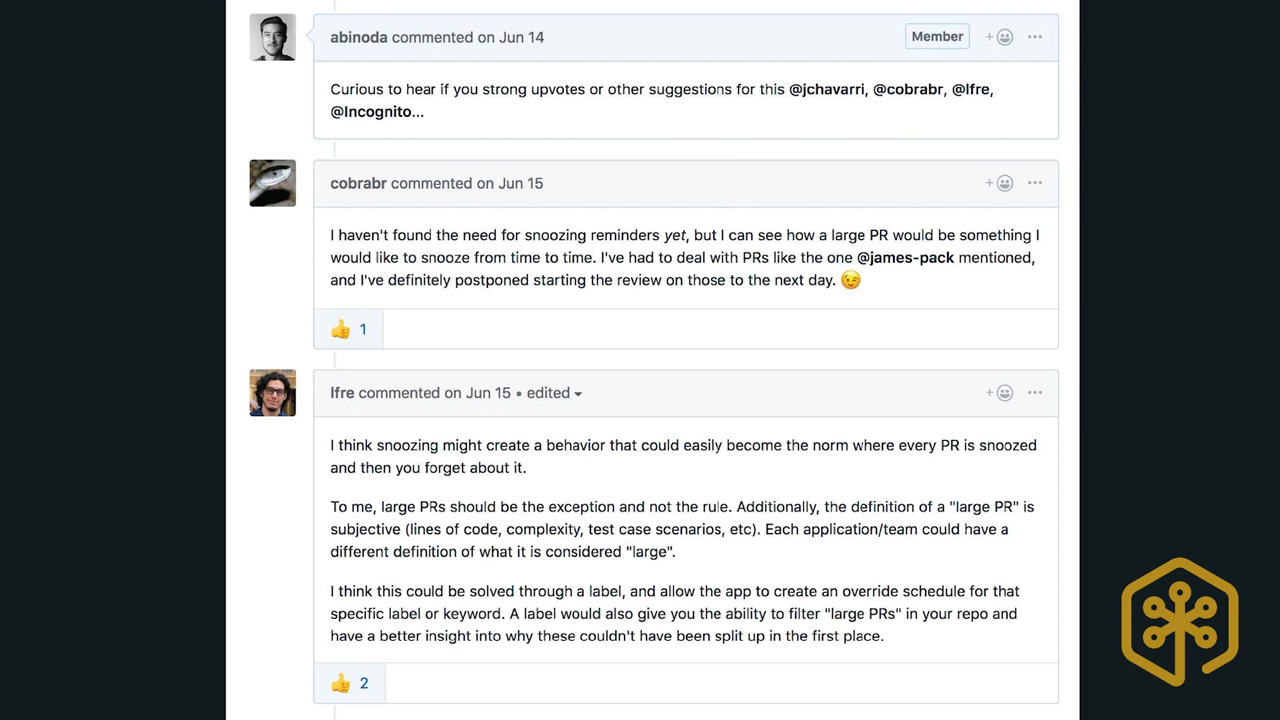 abinoda commented on Jun 14
Member
Curious to hear if you strong upvotes or other suggestions for this @jchavarri, @cobrabr, @lfre,
@Incognito...
cobrabr commented on Jun 15
I haven't found the need for snoozing reminders yet, but I can see how a large PR would be something I
would like to snooze from time to time. I've had to deal with PRs like the one @james-pack mentioned,
and I've definitely postponed starting the review on those to the next day. 😉
👍 1
lfre commented on Jun 15 • edited
I think snoozing might create a behavior that could easily become the norm where every PR is snoozed
and then you forget about it.
To me, large PRs should be the exception and not the rule. Additionally, the definition of a "large PR" is
subjective (lines of code, complexity, test case scenarios, etc). Each application/team could have a
different definition of what it is considered "large".
I think this could be solved through a label, and allow the app to create an override schedule for that
specific label or keyword. A label would also give you the ability to filter "large PRs" in your repo and
have a better insight into why these couldn't have been split up in the first place.
👍 2